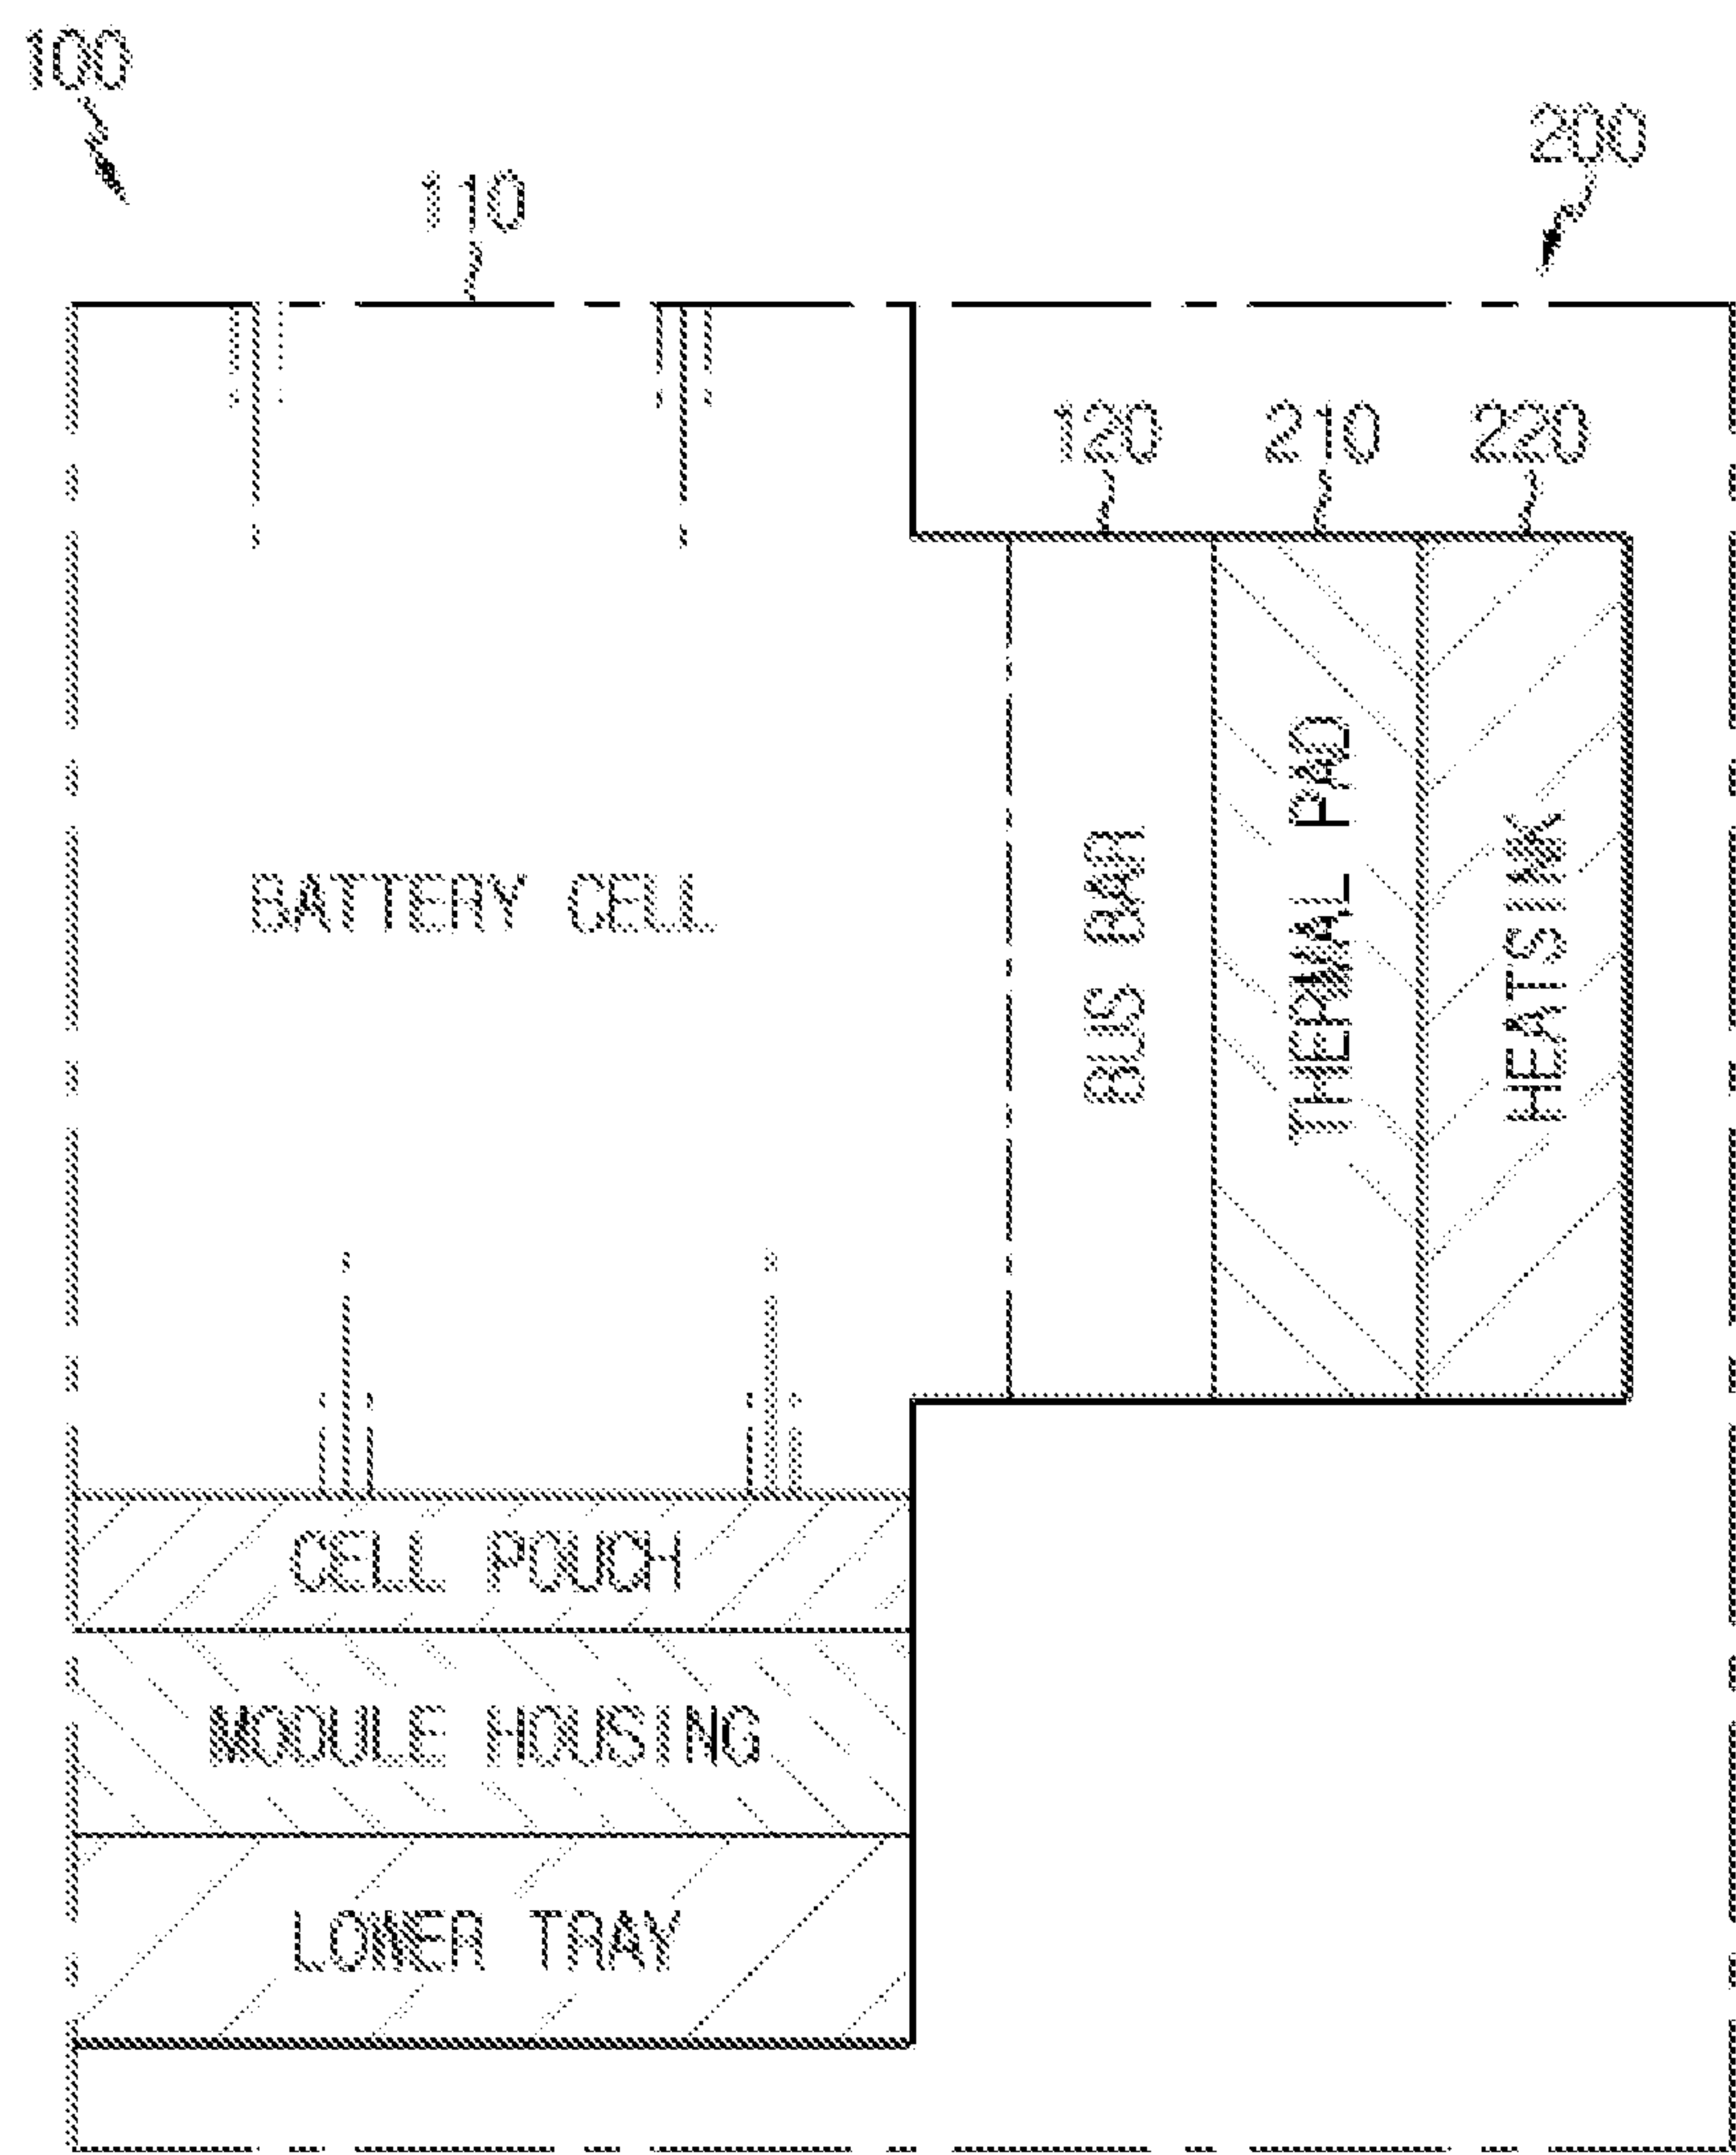 100
200
110
120 210 220
BATTERY CELL
BUS BAR
THERMAL PAD
HEATSINK
CELL POUCH
MODULE HOUSING
LOWER TRAY